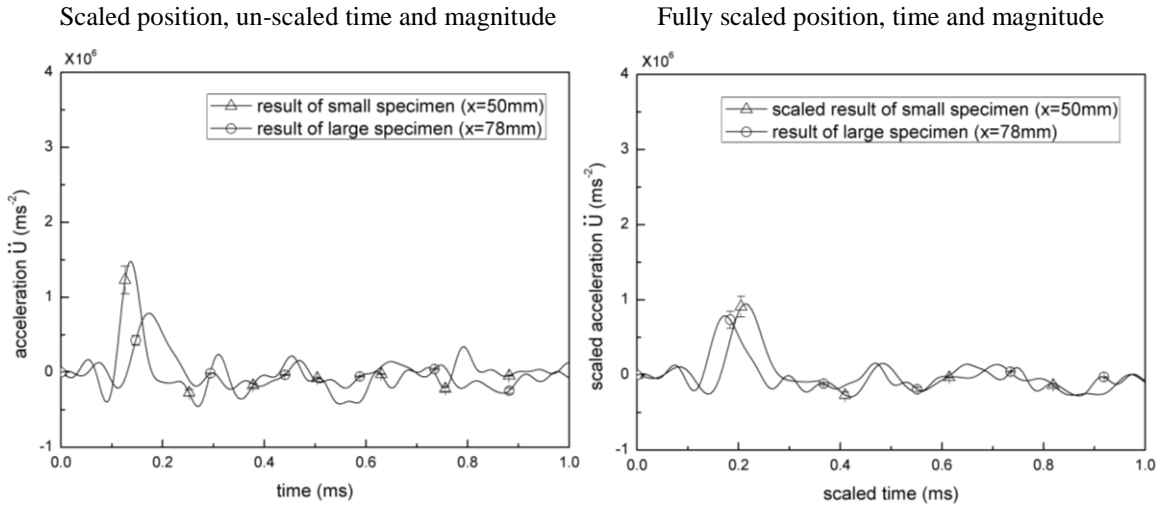 Scaled position, un-scaled time and magnitude
X10⁶
4
3
2
1
0
-1
acceleration Ü (ms⁻²)
result of small specimen (x=50mm)
result of large specimen (x=78mm)
0.0 0.2 0.4 0.6 0.8 1.0
time (ms)
Fully scaled position, time and magnitude
X10⁶
4
3
2
1
0
-1
scaled acceleration Ü (ms⁻²)
scaled result of small specimen (x=50mm)
result of large specimen (x=78mm)
0.0 0.2 0.4 0.6 0.8 1.0
scaled time (ms)